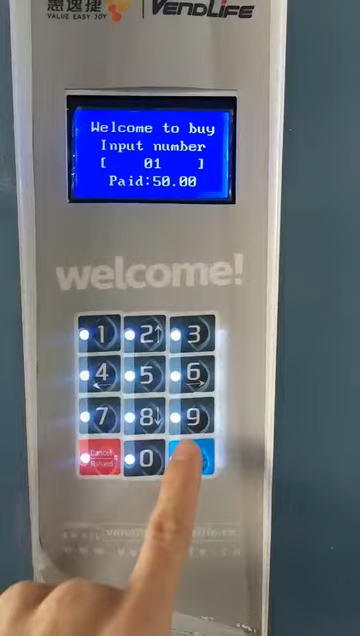 惠逸捷 VENDLIFE
VALUE EASY JOY
Welcome to buy
Input number
[ 01 ]
Paid:50.00
welcome!
1 2↑ 3
4← 5 6→
7 8↓ 9
Cancel Refund 0